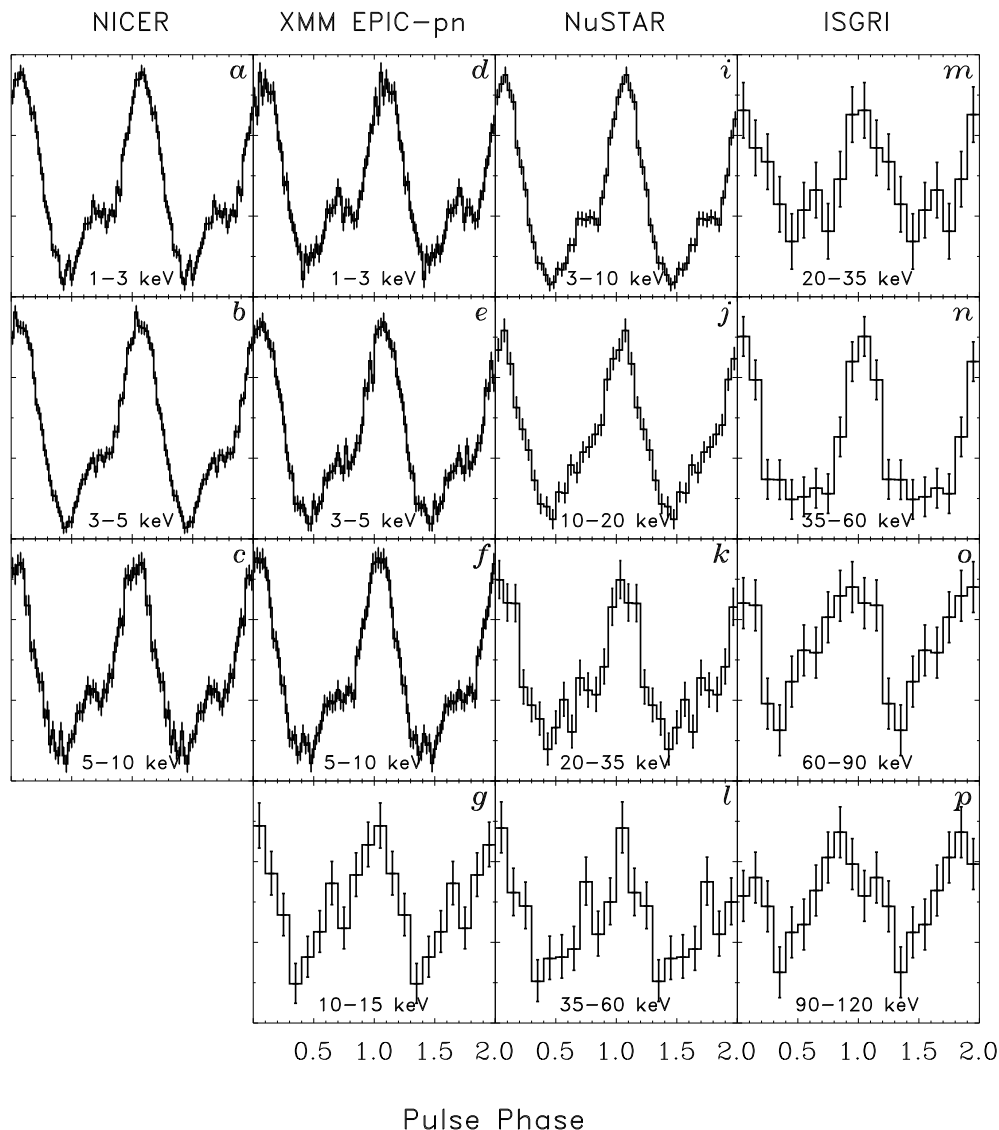 NICER XMM EPIC-pn NuSTAR ISGRI
a d i m
1-3 keV 1-3 keV 3-10 keV 20-35 keV
b e j n
3-5 keV 3-5 keV 10-20 keV 35-60 keV
c f k o
5-10 keV 5-10 keV 20-35 keV 60-90 keV
g l p
10-15 keV 35-60 keV 90-120 keV
0.5 1.0 1.5 2.0 0.5 1.0 1.5 2.0 0.5 1.0 1.5 2.0
Pulse Phase